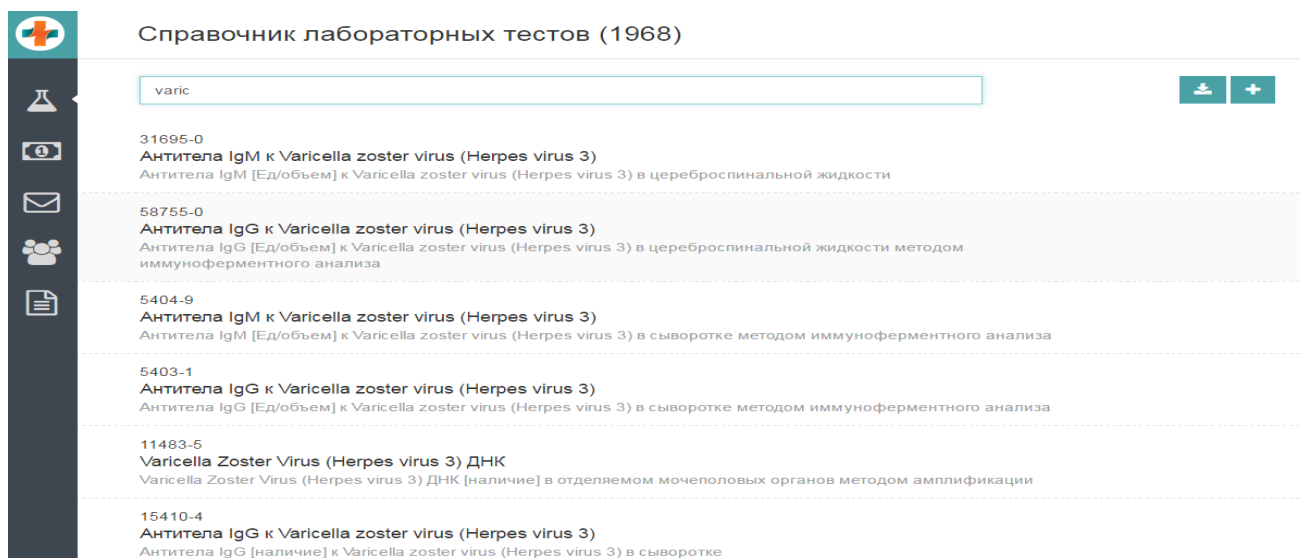 Справочник лабораторных тестов (1968)
varic
31695-0
Антитела IgM к Varicella zoster virus (Herpes virus 3)
Антитела IgM [Ед/объем] к Varicella zoster virus (Herpes virus 3) в цереброспинальной жидкости
58755-0
Антитела IgG к Varicella zoster virus (Herpes virus 3)
Антитела IgG [Ед/объем] к Varicella zoster virus (Herpes virus 3) в цереброспинальной жидкости методом
иммуноферментного анализа
5404-9
Антитела IgM к Varicella zoster virus (Herpes virus 3)
Антитела IgM [Ед/объем] к Varicella zoster virus (Herpes virus 3) в сыворотке методом иммуноферментного анализа
5403-1
Антитела IgG к Varicella zoster virus (Herpes virus 3)
Антитела IgG [Ед/объем] к Varicella zoster virus (Herpes virus 3) в сыворотке методом иммуноферментного анализа
11483-5
Varicella Zoster Virus (Herpes virus 3) ДНК
Varicella Zoster Virus (Herpes virus 3) ДНК [наличие] в отделяемом мочеполовых органов методом амплификации
15410-4
Антитела IgG к Varicella zoster virus (Herpes virus 3)
Антитела IgG [наличие] к Varicella zoster virus (Herpes virus 3) в сыворотке